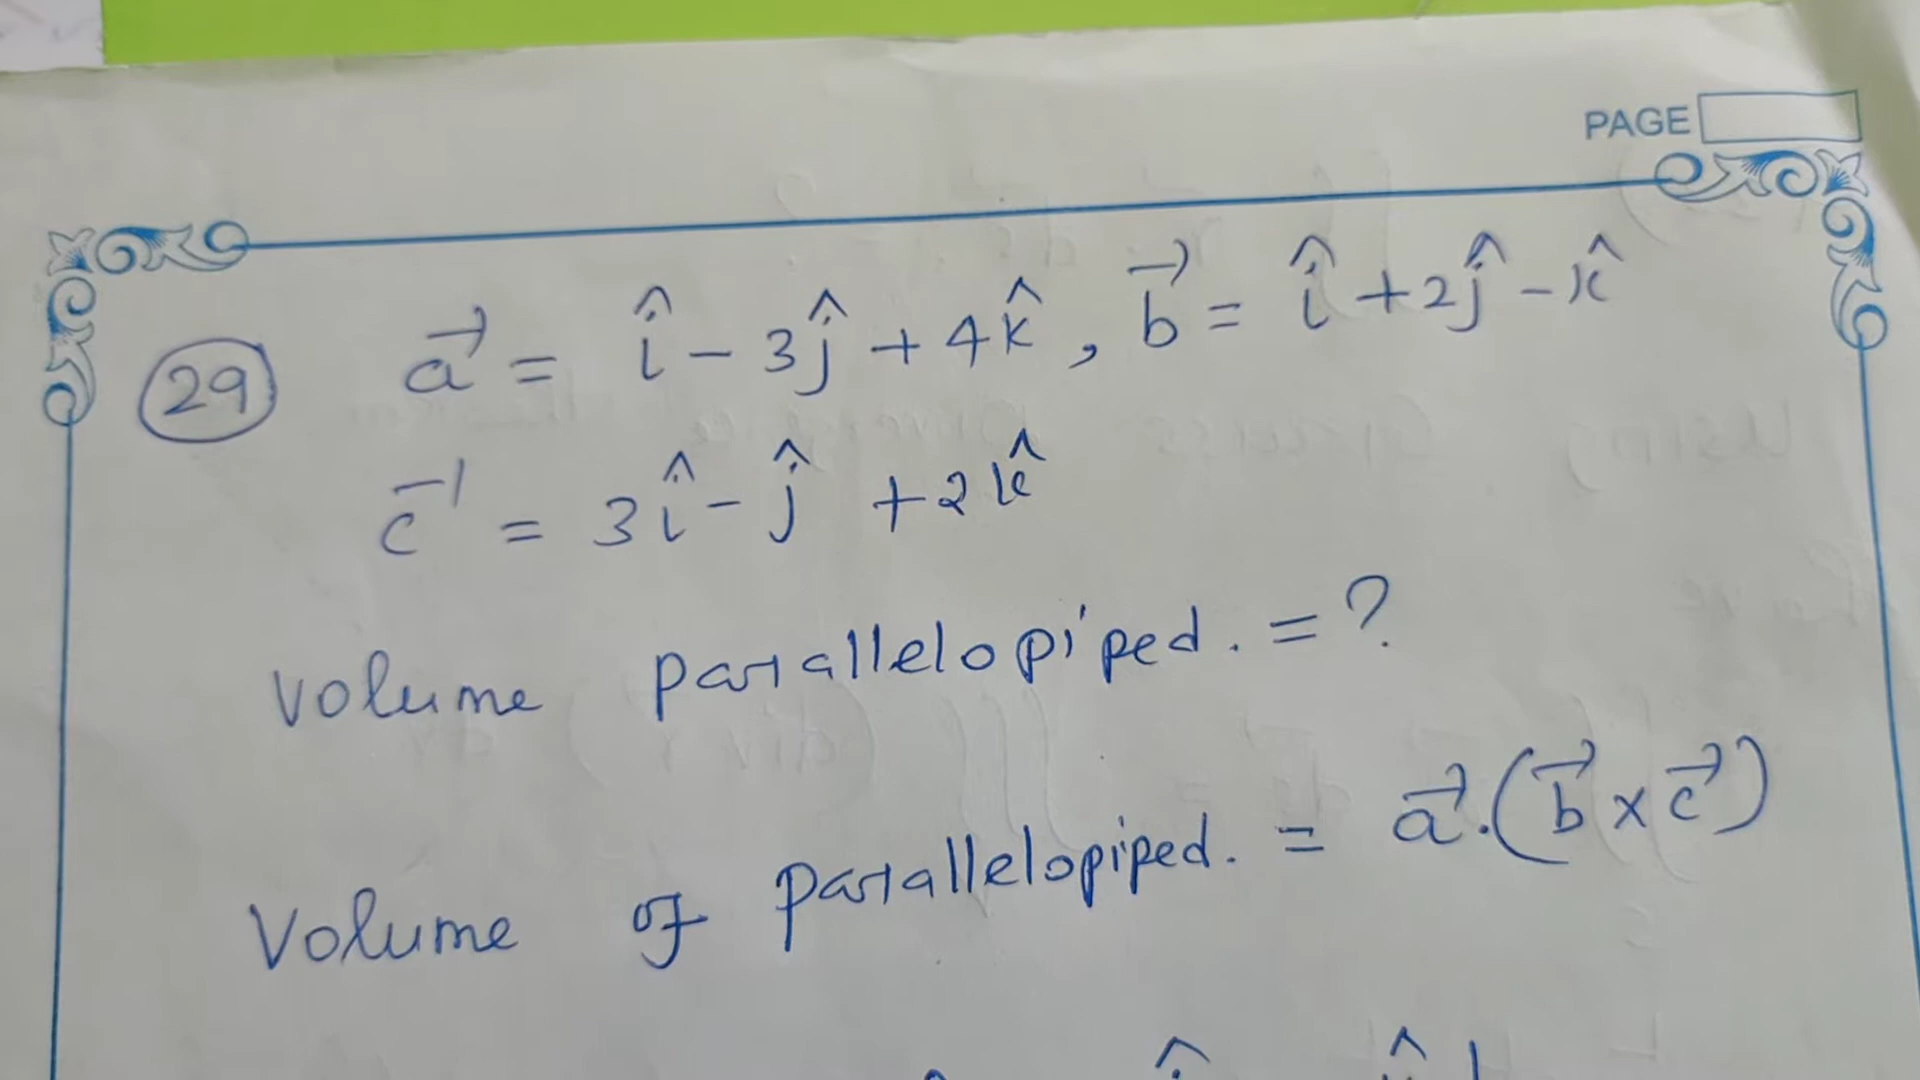 PAGE
29 a⃗ = î - 3ĵ + 4k̂, b⃗ = î + 2ĵ - k̂
c⃗ = 3î - ĵ + 2k̂
volume parallelopiped. = ?
Volume of parallelopiped. = a⃗.(b⃗ x c⃗)